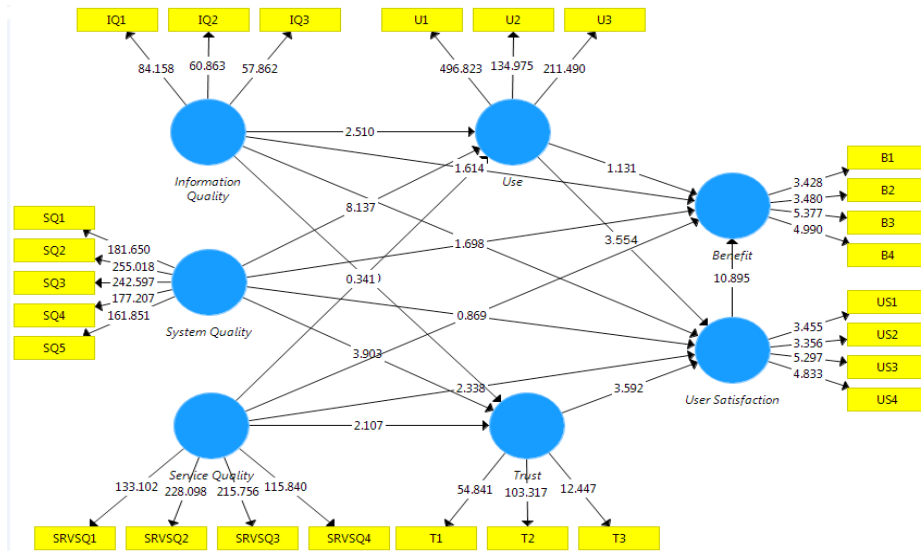 IQ1
IQ2
IQ3
U1
U2
U3
84.158
60.863
57.862
496.823
134.975
211.490
2.510
Information
Quality
Use
1.614
1.131
B1
B2
B3
B4
3.428
3.480
5.377
4.990
Benefit
8.137
1.698
3.554
SQ1
SQ2
SQ3
SQ4
SQ5
181.650
255.018
242.597
177.207
161.851
System Quality
0.341
0.869
10.895
3.903
2.338
2.107
3.592
US1
US2
US3
US4
3.455
3.356
5.297
4.833
User Satisfaction
Service Quality
Trust
133.102
228.098
215.756
115.840
54.841
103.317
12.447
SRVSQ1
SRVSQ2
SRVSQ3
SRVSQ4
T1
T2
T3